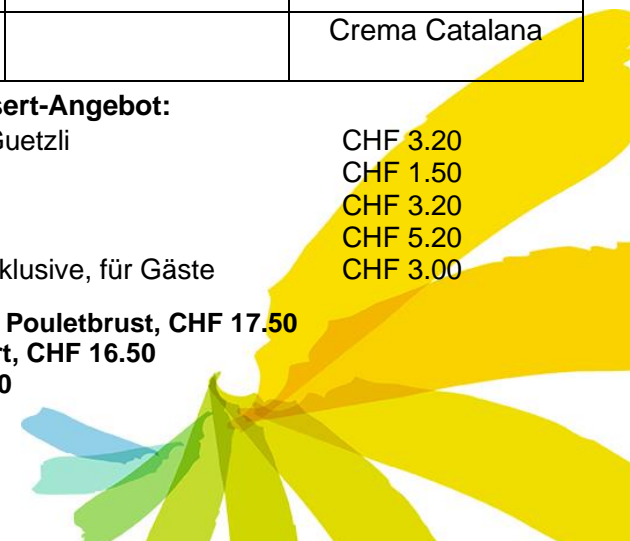 Crema Catalana
sert-Angebot:
Guetzli CHF 3.20
CHF 1.50
CHF 3.20
CHF 5.20
klusive, für Gäste CHF 3.00
Pouletbrust, CHF 17.50
rt, CHF 16.50
0